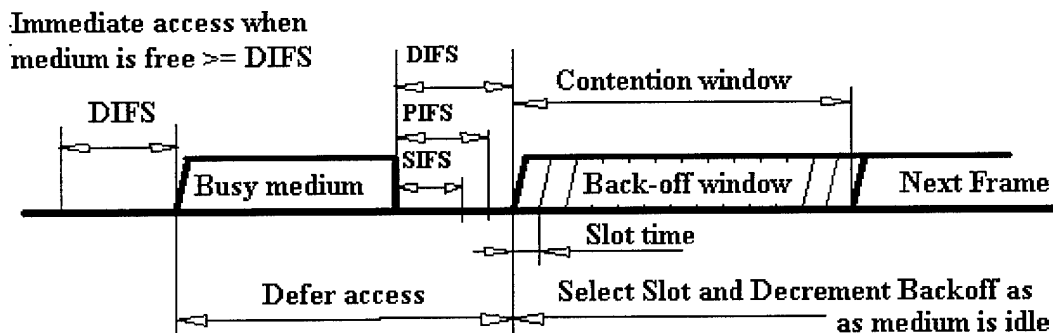 Immediate access when
medium is free >= DIFS
DIFS
DIFS
Contention window
PIFS
SIFS
Busy medium
Back-off window
Next Frame
Slot time
Defer access
Select Slot and Decrement Backoff as
as medium is idle